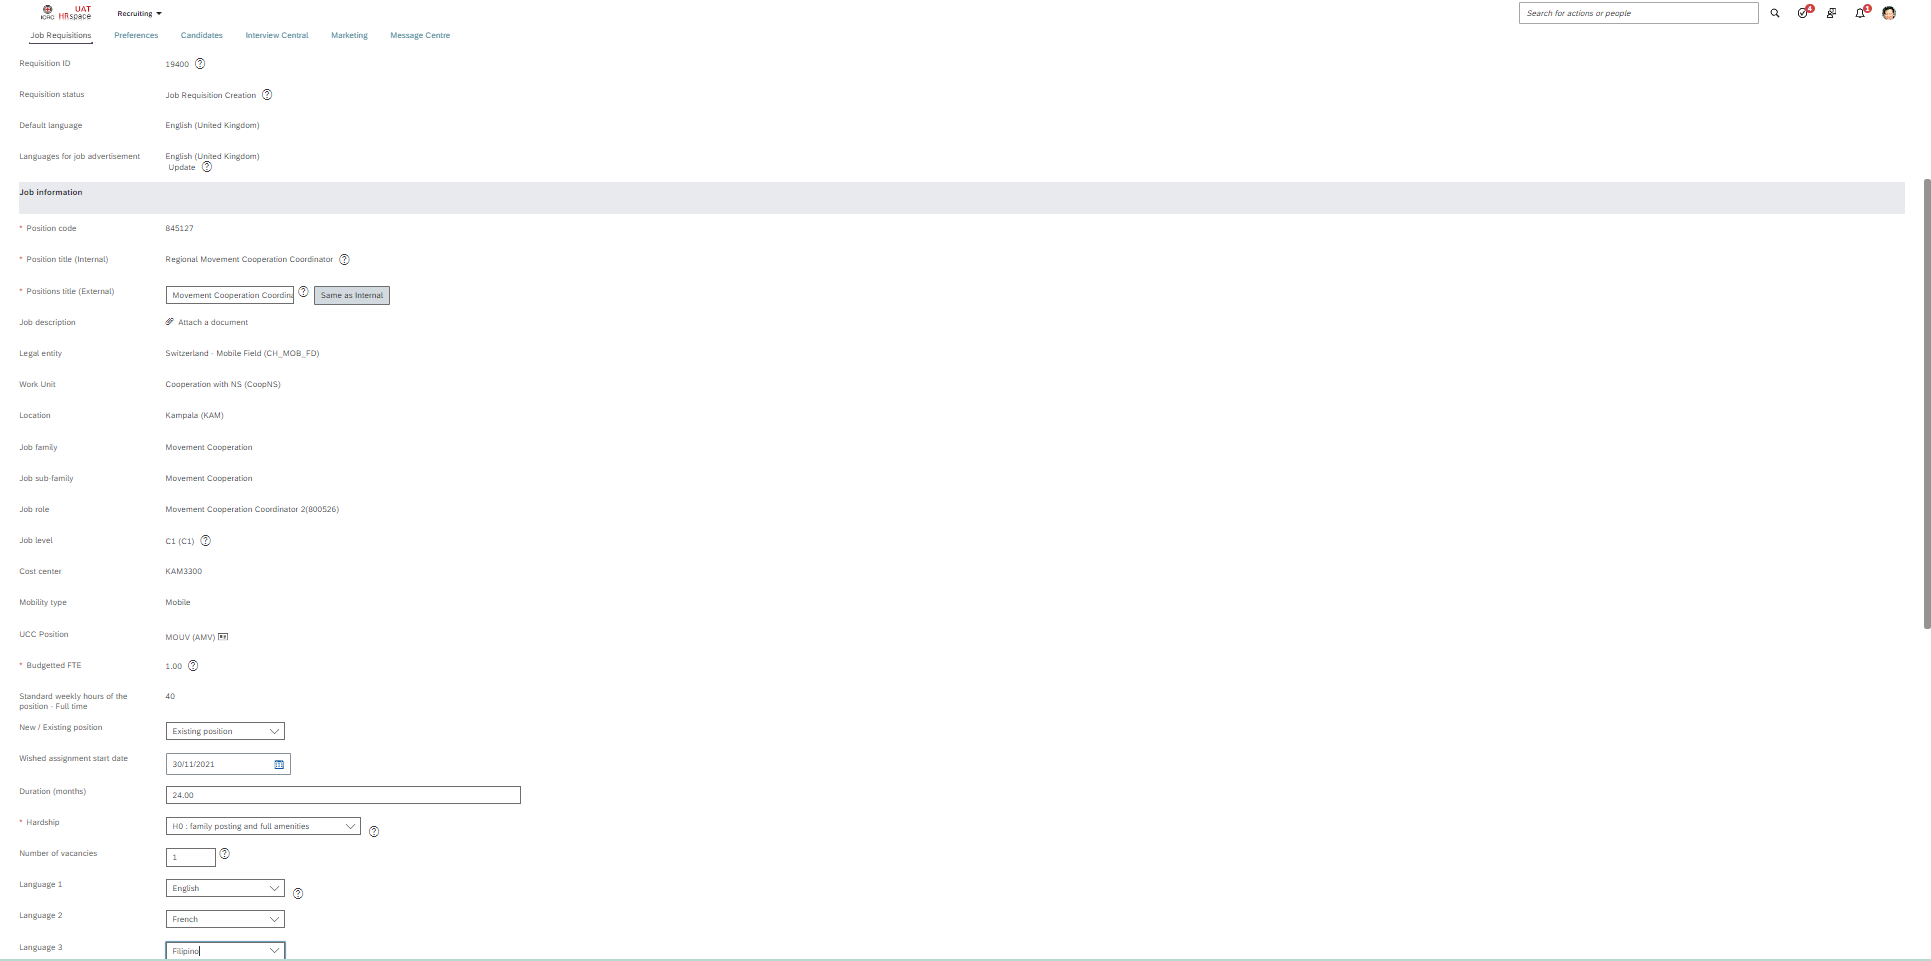 ICRC UAT HRspace Recruiting
Search for actions or people
4
1
Job Requisitions Preferences Candidates Interview Central Marketing Message Centre
Requisition ID 19400
Requisition status Job Requisition Creation
Default language English (United Kingdom)
Languages for job advertisement English (United Kingdom)
Update
Job information
* Position code 845127
* Position title (Internal) Regional Movement Cooperation Coordinator
* Positions title (External) Movement Cooperation Coordina Same as Internal
Job description Attach a document
Legal entity Switzerland - Mobile Field (CH_MOB_FD)
Work Unit Cooperation with NS (CoopNS)
Location Kampala (KAM)
Job family Movement Cooperation
Job sub-family Movement Cooperation
Job role Movement Cooperation Coordinator 2(800526)
Job level C1 (C1)
Cost center KAM3300
Mobility type Mobile
UCC Position MOUV (AMV)
* Budgetted FTE 1.00
Standard weekly hours of the 40
position - Full time
New / Existing position Existing position
Wished assignment start date 30/11/2021
Duration (months) 24.00
* Hardship H0 : family posting and full amenities
Number of vacancies 1
Language 1 English
Language 2 French
Language 3 Filipino